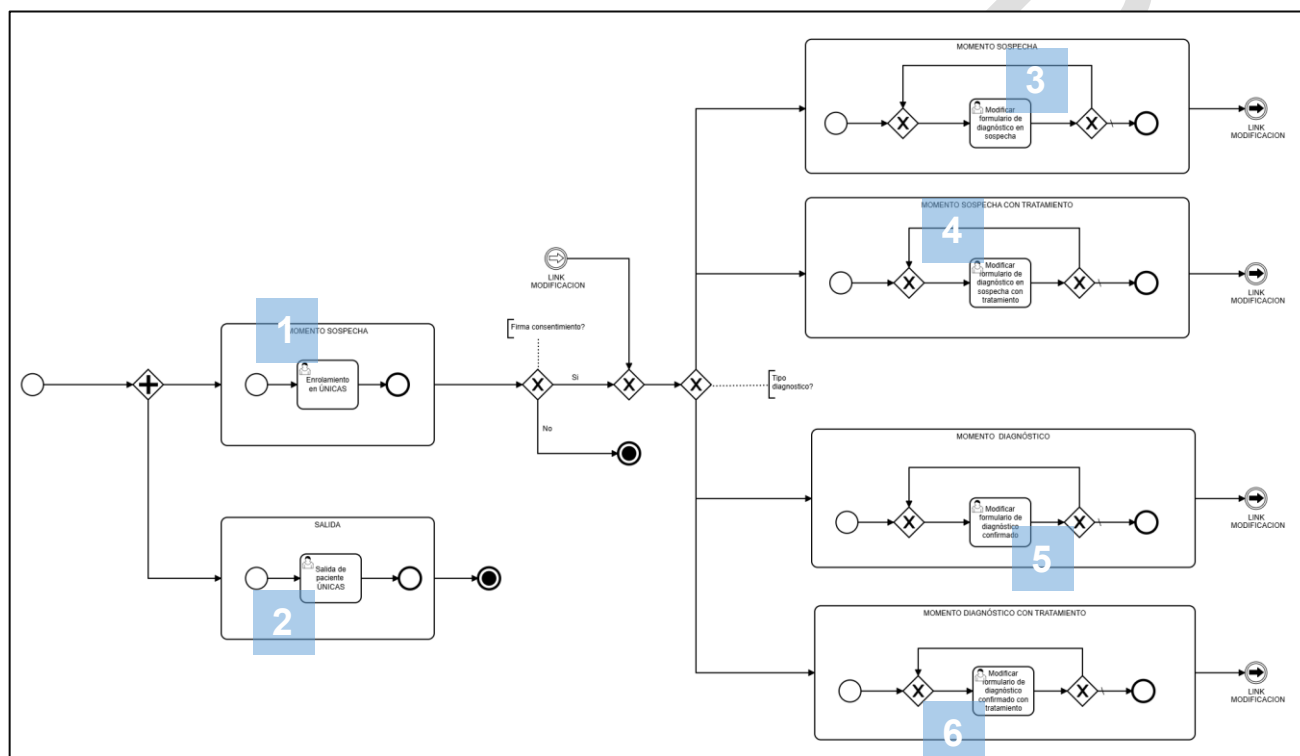 MOMENTO SOSPECHA
3
Modificar
formulario de
diagnóstico en
sospecha
LINK
MODIFICACION
MOMENTO SOSPECHA CON TRATAMIENTO
4
Modificar
formulario de
diagnóstico en
sospecha con
tratamiento
LINK
MODIFICACION
LINK
MODIFICACION
1
MOMENTO SOSPECHA
Enrolamiento
en ÚNICAS
Firma consentimiento?
Si
No
Tipo
diagnostico?
MOMENTO DIAGNÓSTICO
Modificar
formulario de
diagnóstico
confirmado
5
LINK
MODIFICACION
SALIDA
Salida de
paciente
ÚNICAS
2
MOMENTO DIAGNÓSTICO CON TRATAMIENTO
Modificar
formulario de
diagnóstico
confirmado con
tratamiento
6
LINK
MODIFICACION